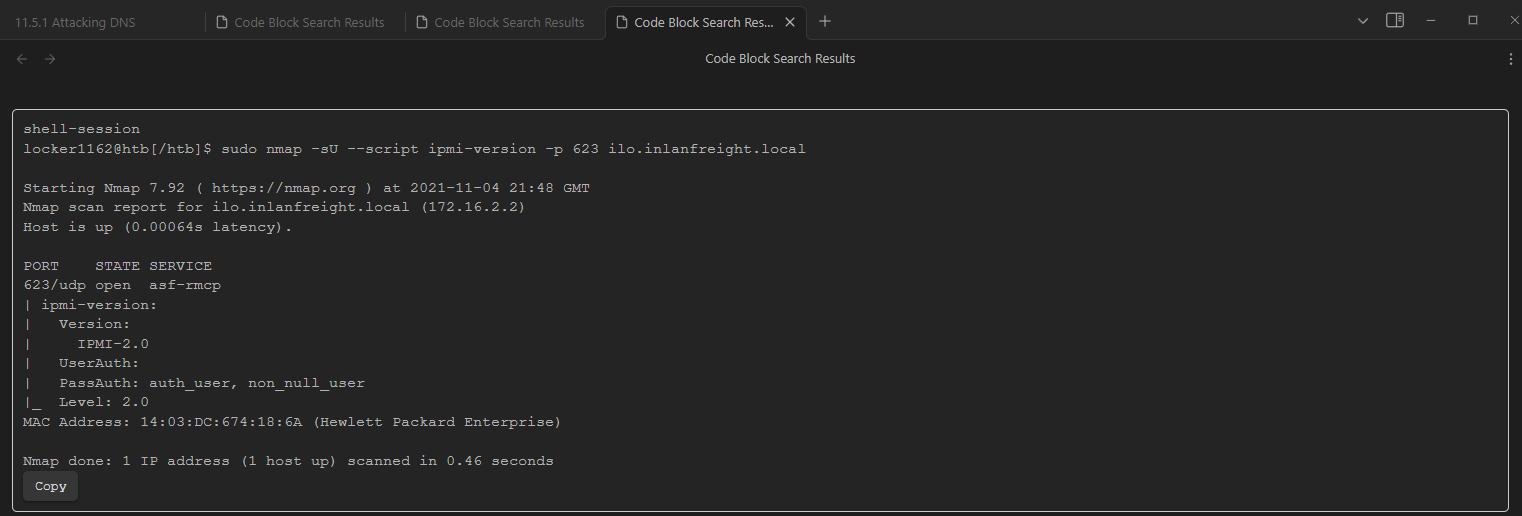 11.5.1 Attacking DNS
Code Block Search Results
Code Block Search Results
Code Block Search Res...
Code Block Search Results
shell-session
locker1162@htb[/htb]$ sudo nmap -sU --script ipmi-version -p 623 ilo.inlanfreight.local
Starting Nmap 7.92 ( https://nmap.org ) at 2021-11-04 21:48 GMT
Nmap scan report for ilo.inlanfreight.local (172.16.2.2)
Host is up (0.00064s latency).
PORT    STATE SERVICE
623/udp open  asf-rmcp
| ipmi-version:
|   Version:
|     IPMI-2.0
|   UserAuth:
|   PassAuth: auth_user, non_null_user
|_  Level: 2.0
MAC Address: 14:03:DC:674:18:6A (Hewlett Packard Enterprise)
Nmap done: 1 IP address (1 host up) scanned in 0.46 seconds
Copy